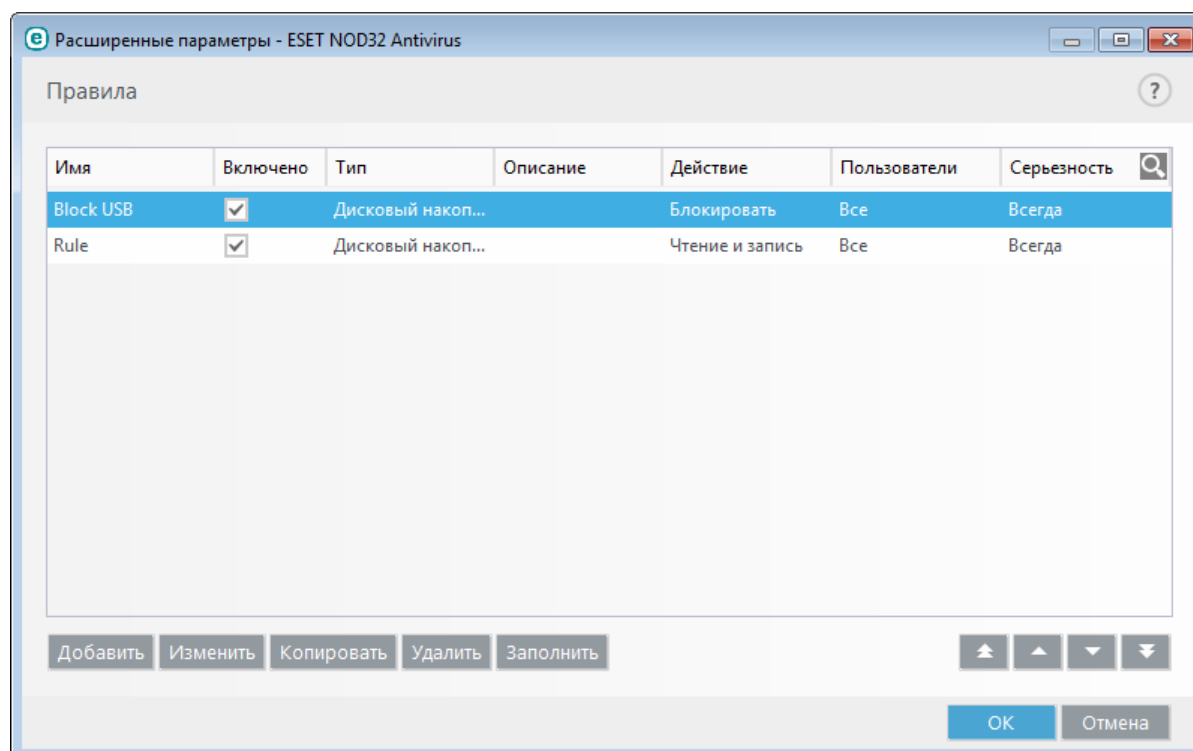 e Расширенные параметры - ESET NOD32 Antivirus
Правила ?
Имя Включено Тип Описание Действие Пользователи Серьезность
Block USB Дисковый накоп... Блокировать Все Всегда
Rule Дисковый накоп... Чтение и запись Все Всегда
Добавить Изменить Копировать Удалить Заполнить
OK Отмена